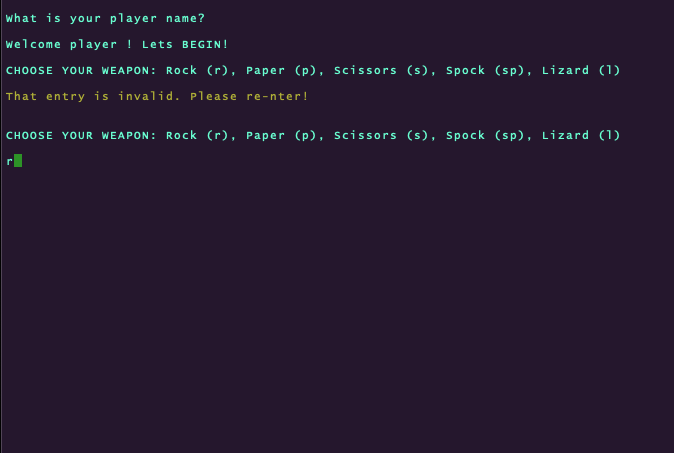 What is your player name?
Welcome player ! Lets BEGIN!
CHOOSE YOUR WEAPON: Rock (r), Paper (p), Scissors (s), Spock (sp), Lizard (l)
That entry is invalid. Please re-nter!
CHOOSE YOUR WEAPON: Rock (r), Paper (p), Scissors (s), Spock (sp), Lizard (l)
r